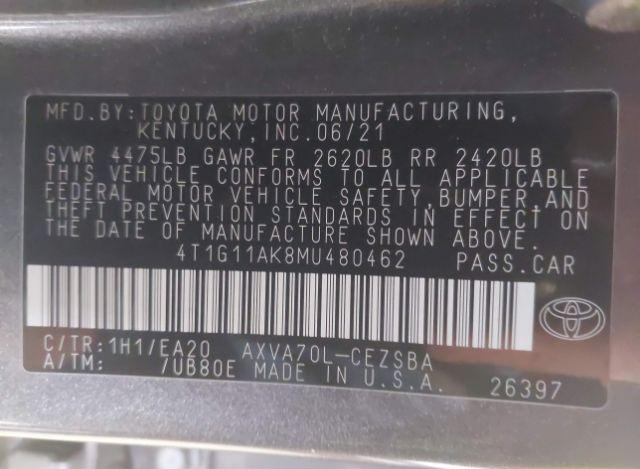 MFD.BY:TOYOTA MOTOR MANUFACTURING,
KENTUCKY,INC.06/21
GVWR 4475LB GAWR FR 2620LB RR 2420LB
THIS VEHICLE CONFORMS TO ALL APPLICABLE
FEDERAL MOTOR VEHICLE SAFETY,BUMPER,AND
THEFT PREVENTION STANDARDS IN EFFECT ON
THE DATE OF MANUFACTURE SHOWN ABOVE.
4T1G11AK8MU480462 PASS.CAR
C/TR:1H1/EA20 AXVA70L-CEZSBA
A/TM: /UB80E MADE IN U.S.A.
26397